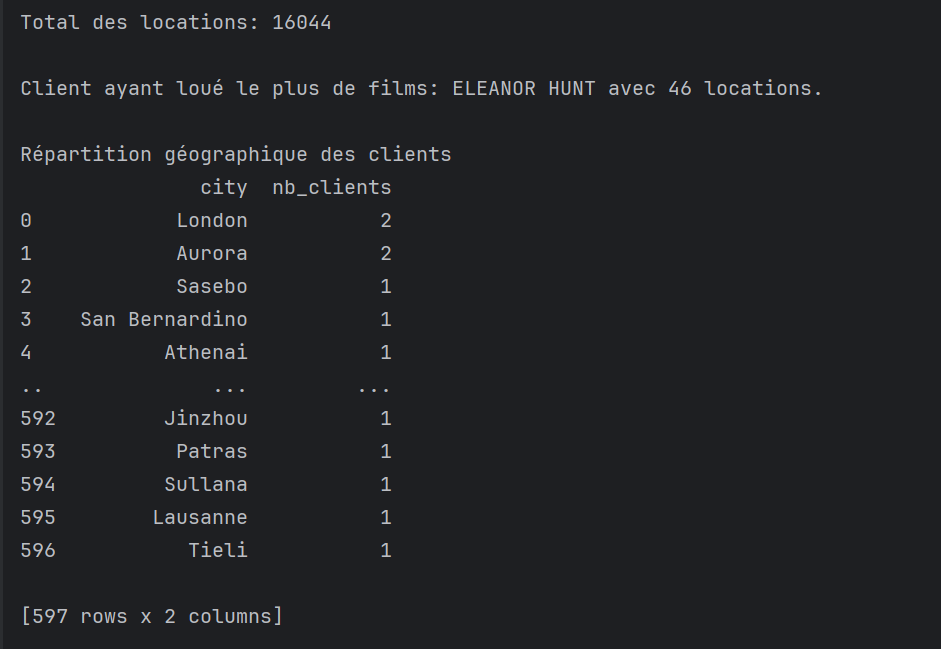 Total des locations: 16044
Client ayant loué le plus de films: ELEANOR HUNT avec 46 locations.
Répartition géographique des clients
city nb_clients
0 London 2
1 Aurora 2
2 Sasebo 1
3 San Bernardino 1
4 Athenai 1
.. ... ...
592 Jinzhou 1
593 Patras 1
594 Sullana 1
595 Lausanne 1
596 Tieli 1
[597 rows x 2 columns]